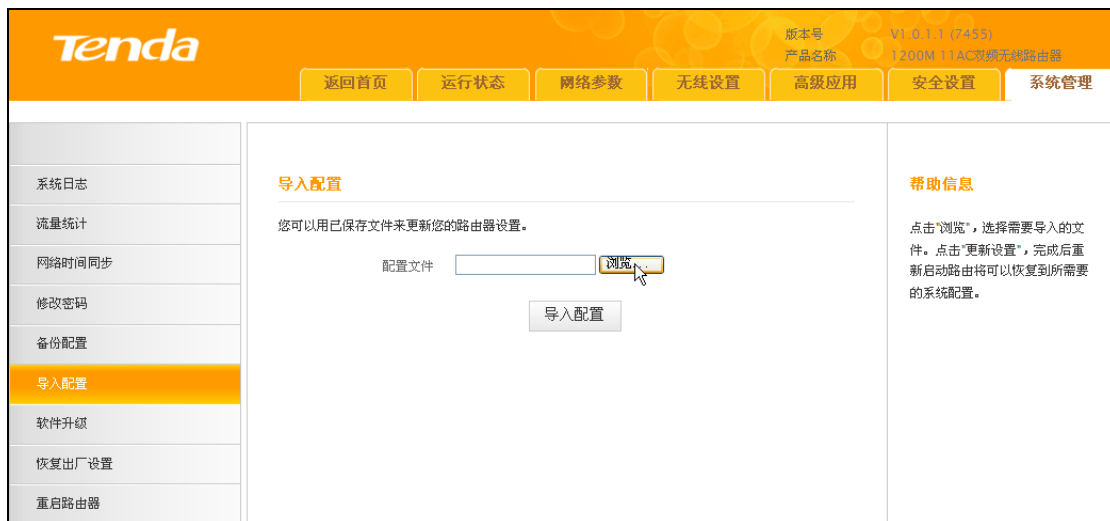 Tenda
版本号 V1.0.1.1 (7455)
产品名称 1200M 11AC双频无线路由器
返回首页 运行状态 网络参数 无线设置 高级应用 安全设置 系统管理
系统日志
流量统计
网络时间同步
修改密码
备份配置
导入配置
软件升级
恢复出厂设置
重启路由器
导入配置
您可以用已保存文件来更新您的路由器设置。
配置文件 浏览...
导入配置
帮助信息
点击"浏览"，选择需要导入的文
件。点击"更新设置"，完成后重
新启动路由将可以恢复到所需要
的系统配置。